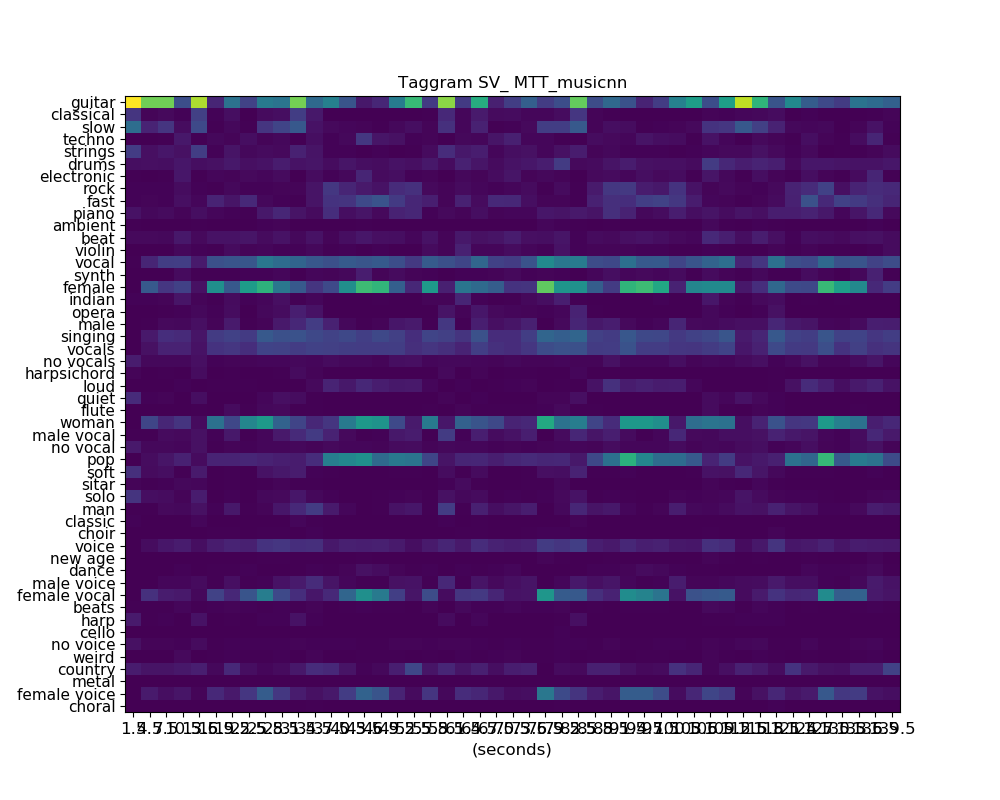 Taggram SV_ MTT_musicnn
guitar
classical
slow
techno
strings
drums
electronic
rock
fast
piano
ambient
beat
violin
vocal
synth
female
indian
opera
male
singing
vocals
no vocals
harpsichord
loud
quiet
flute
woman
male vocal
no vocal
pop
soft
sitar
solo
man
classic
choir
voice
new age
dance
male voice
female vocal
beats
harp
cello
no voice
weird
country
metal
female voice
choral
(seconds)